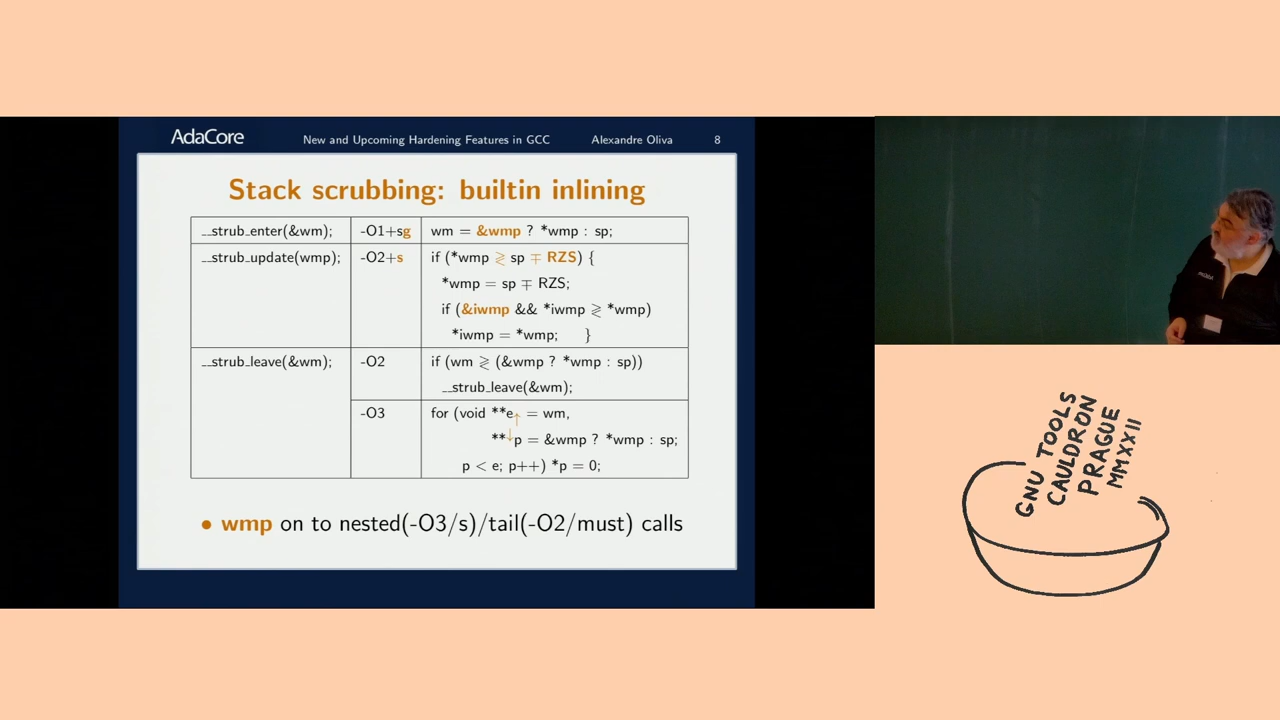 AdaCore New and Upcoming Hardening Features in GCC Alexandre Oliva 8
Stack scrubbing: builtin inlining
__strub_enter(&wm); -O1+sg wm = &wmp ? *wmp : sp;
__strub_update(wmp); -O2+s if (*wmp ≷ sp ∓ RZS) {
*wmp = sp ∓ RZS;
if (&iwmp && *iwmp ≷ *wmp)
*iwmp = *wmp; }
__strub_leave(&wm); -O2 if (wm ≷ (&wmp ? *wmp : sp))
__strub_leave(&wm);
-O3 for (void **e↑ = wm,
**↓p = &wmp ? *wmp : sp;
p < e; p++) *p = 0;
• wmp on to nested(-O3/s)/tail(-O2/must) calls
GNU TOOLS
CAULDRON
PRAGUE
MMXXII